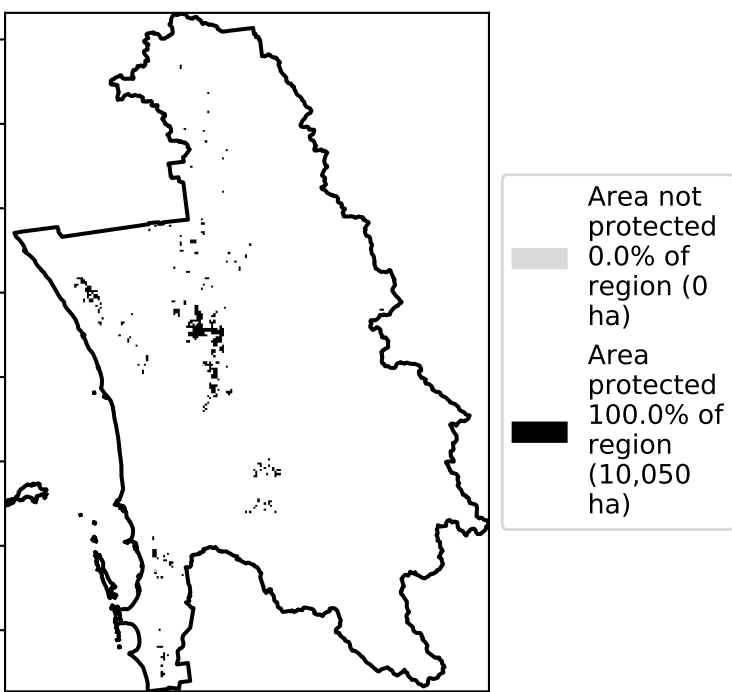 Area not
protected
0.0% of
region (0
ha)
Area
protected
100.0% of
region
(10,050
ha)